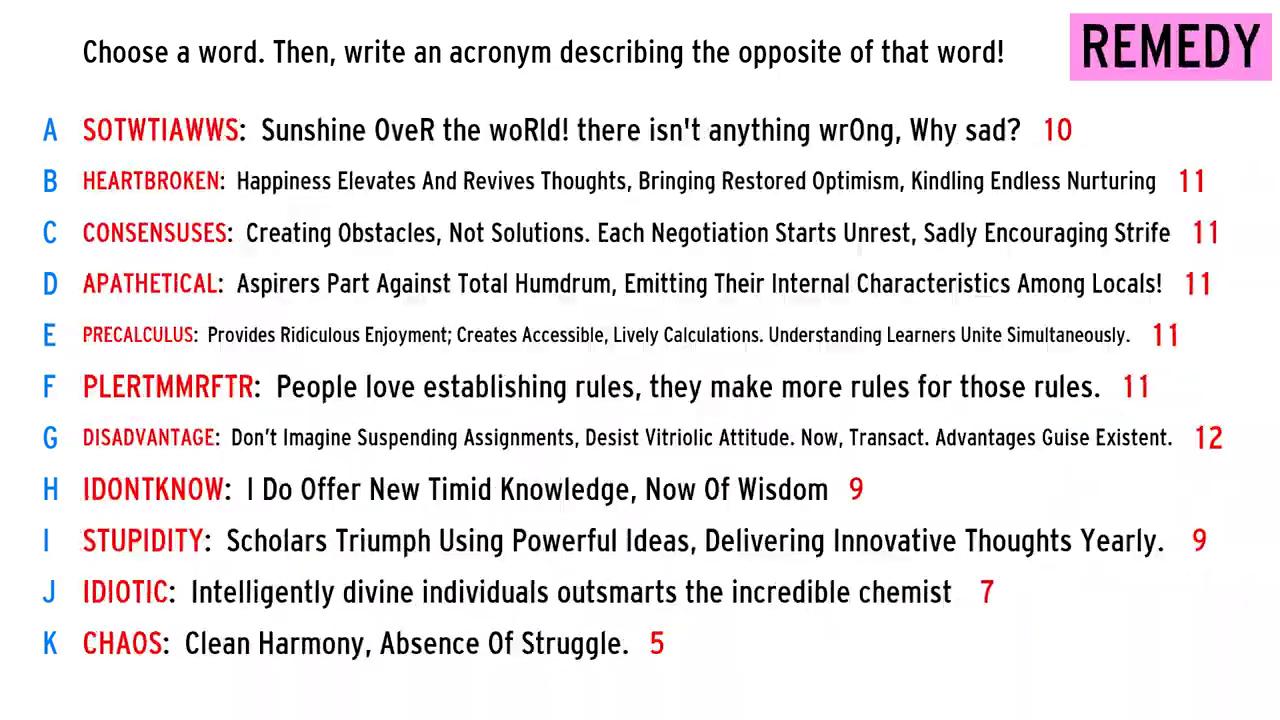 Choose a word. Then, write an acronym describing the opposite of that word!
REMEDY
A SOTWTIAWWS: Sunshine OveR the woRld! there isn't anything wrOng, Why sad? 10
B HEARTBROKEN: Happiness Elevates And Revives Thoughts, Bringing Restored Optimism, Kindling Endless Nurturing 11
C CONSENSUSES: Creating Obstacles, Not Solutions. Each Negotiation Starts Unrest, Sadly Encouraging Strife 11
D APATHETICAL: Aspirers Part Against Total Humdrum, Emitting Their Internal Characteristics Among Locals! 11
E PRECALCULUS: Provides Ridiculous Enjoyment; Creates Accessible, Lively Calculations. Understanding Learners Unite Simultaneously. 11
F PLERTMMRFTR: People love establishing rules, they make more rules for those rules. 11
G DISADVANTAGE: Don't Imagine Suspending Assignments, Desist Vitriolic Attitude. Now, Transact. Advantages Guise Existent. 12
H IDONTKNOW: I Do Offer New Timid Knowledge, Now Of Wisdom 9
I STUPIDITY: Scholars Triumph Using Powerful Ideas, Delivering Innovative Thoughts Yearly. 9
J IDIOTIC: Intelligently divine individuals outsmarts the incredible chemist 7
K CHAOS: Clean Harmony, Absence Of Struggle. 5